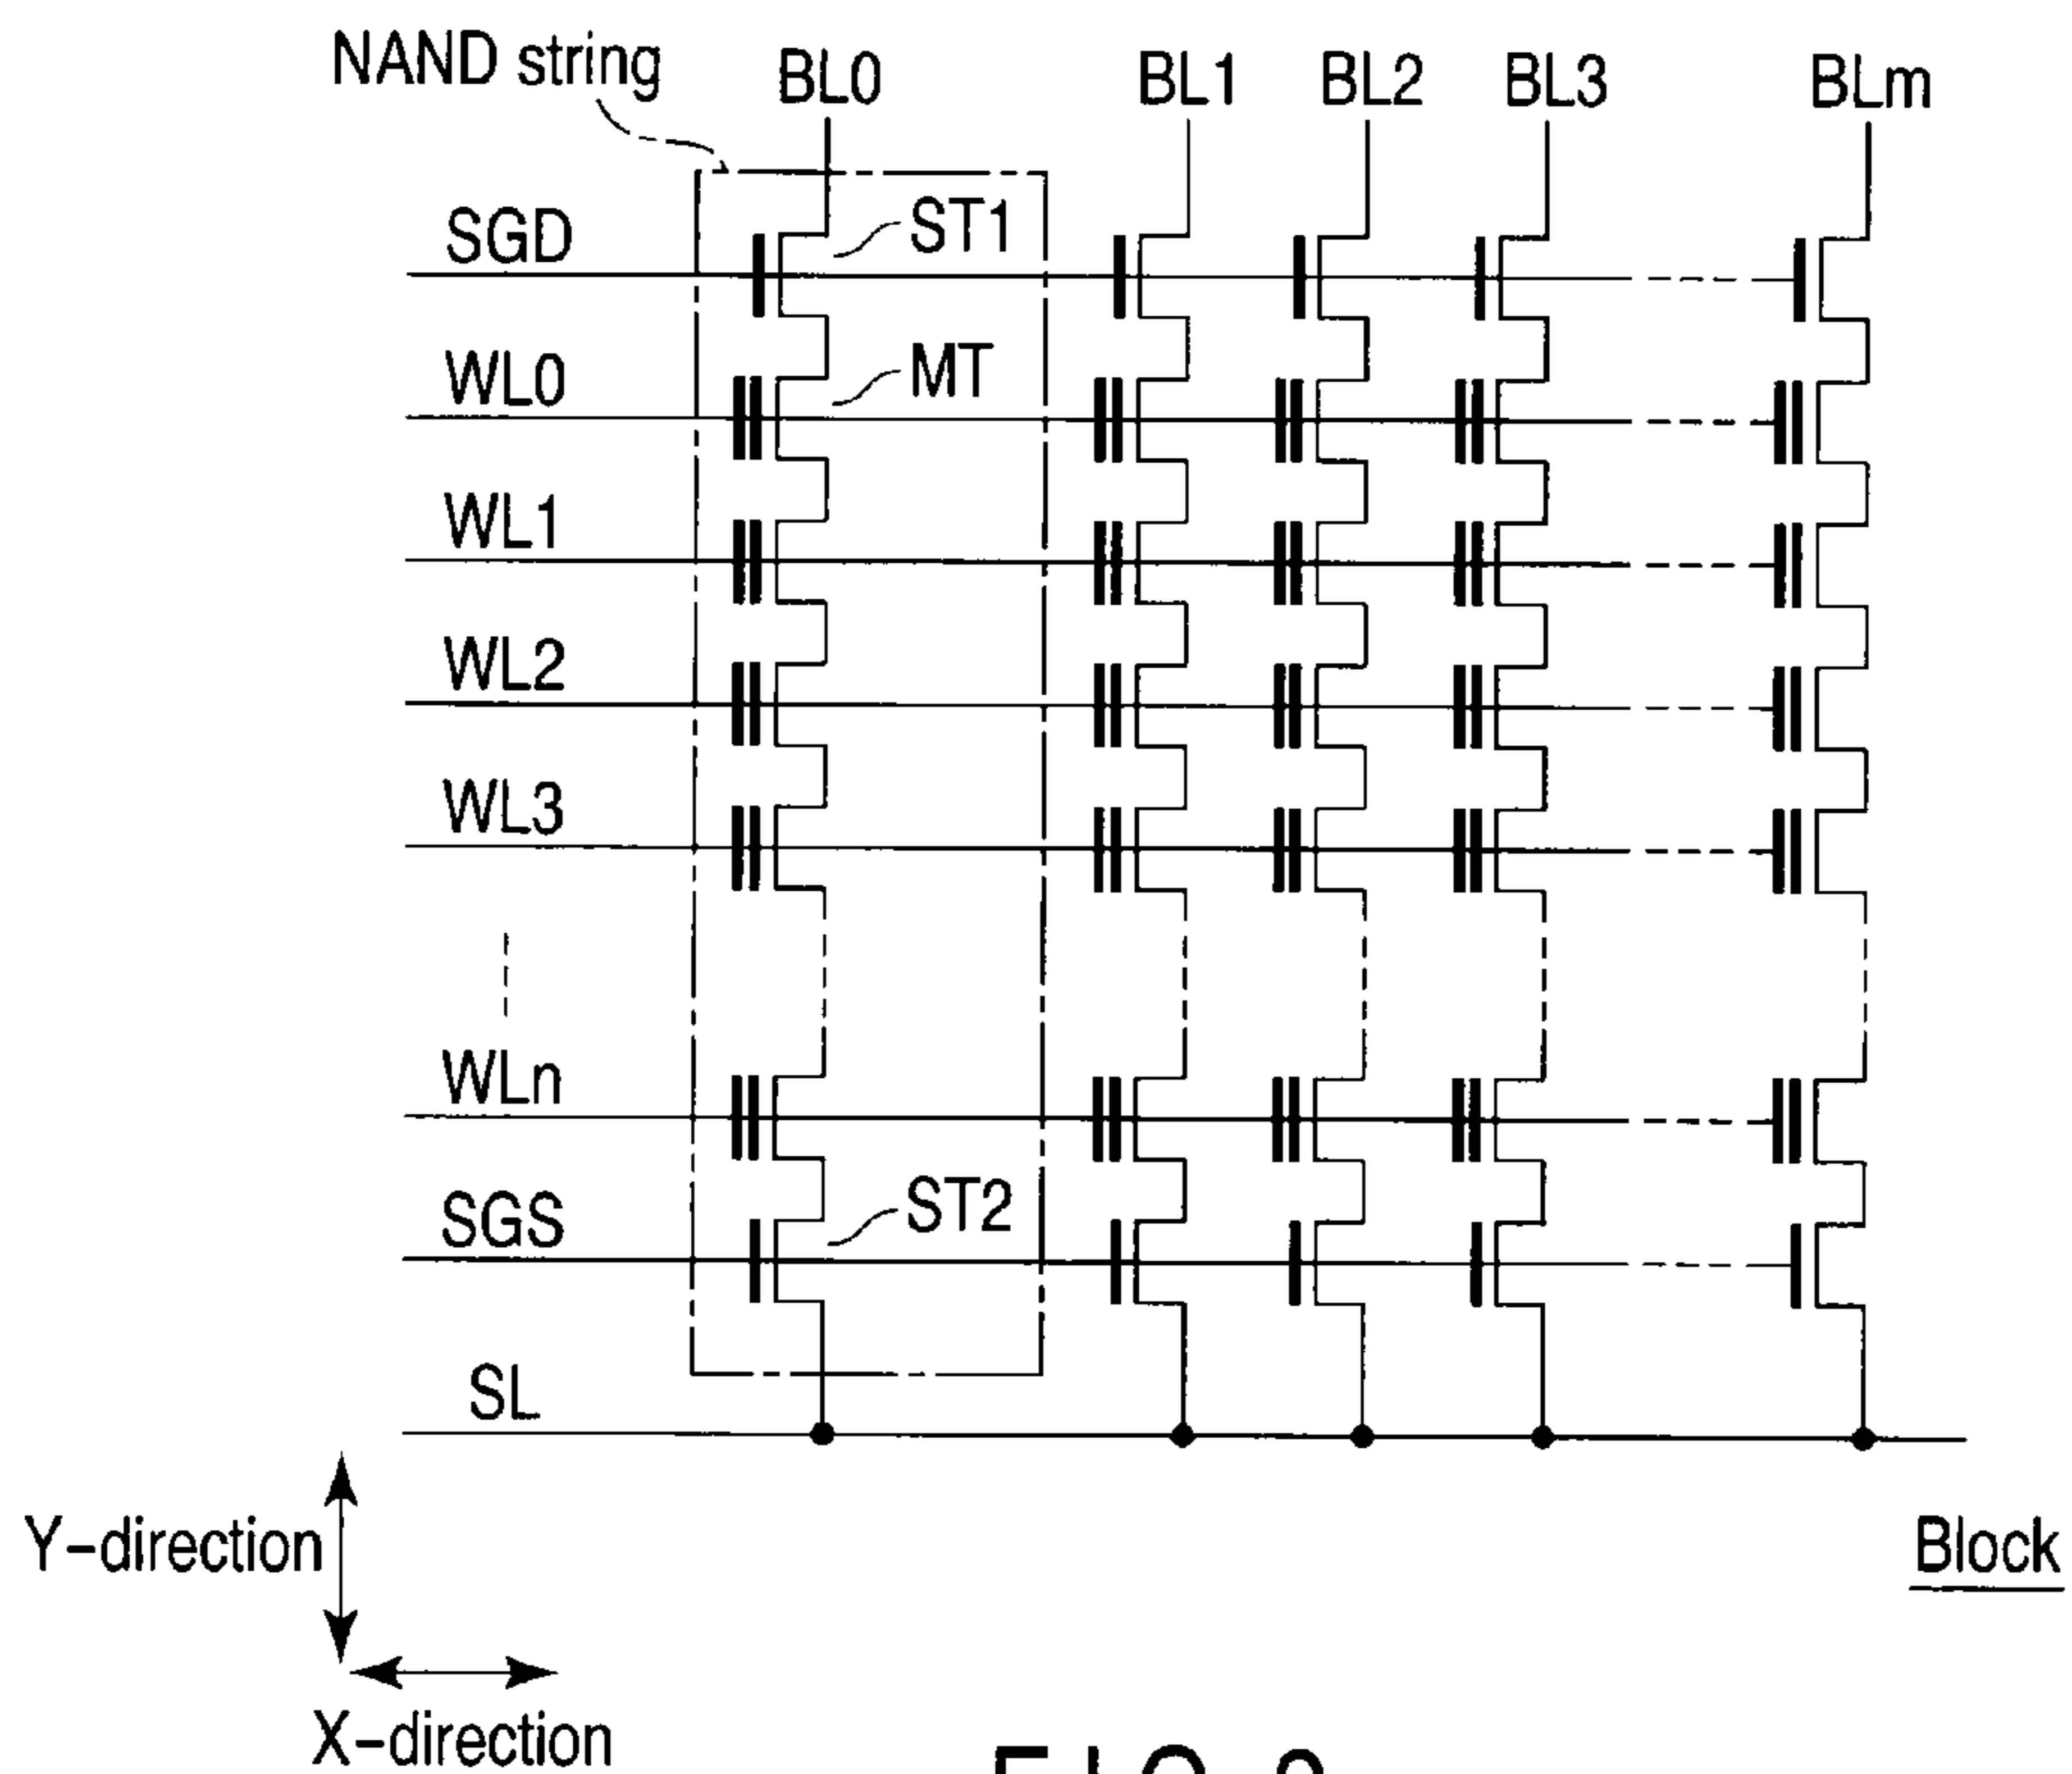 NAND string
BL0
BL1
BL2
BL3
BLm
SGD
ST1
WL0
MT
WL1
WL2
WL3
WLn
SGS
ST2
SL
Y-direction
X-direction
Block